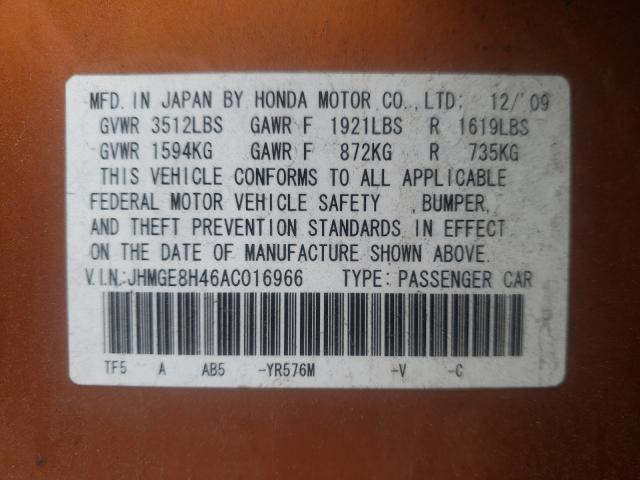 MFD. IN JAPAN BY HONDA MOTOR CO., LTD; 12/ 09
GVWR 3512LBS GAWR F 1921LBS R 1619LBS
GVWR 1594KG GAWR F 872KG R 735KG
THIS VEHICLE CONFORMS TO ALL APPLICABLE
FEDERAL MOTOR VEHICLE SAFETY , BUMPER,
AND THEFT PREVENTION STANDARDS IN EFFECT
ON THE DATE OF MANUFACTURE SHOWN ABOVE.
V.I.N.:JHMGE8H46AC016966 TYPE: PASSENGER CAR
TF5 A AB5 -YR576M -V -C